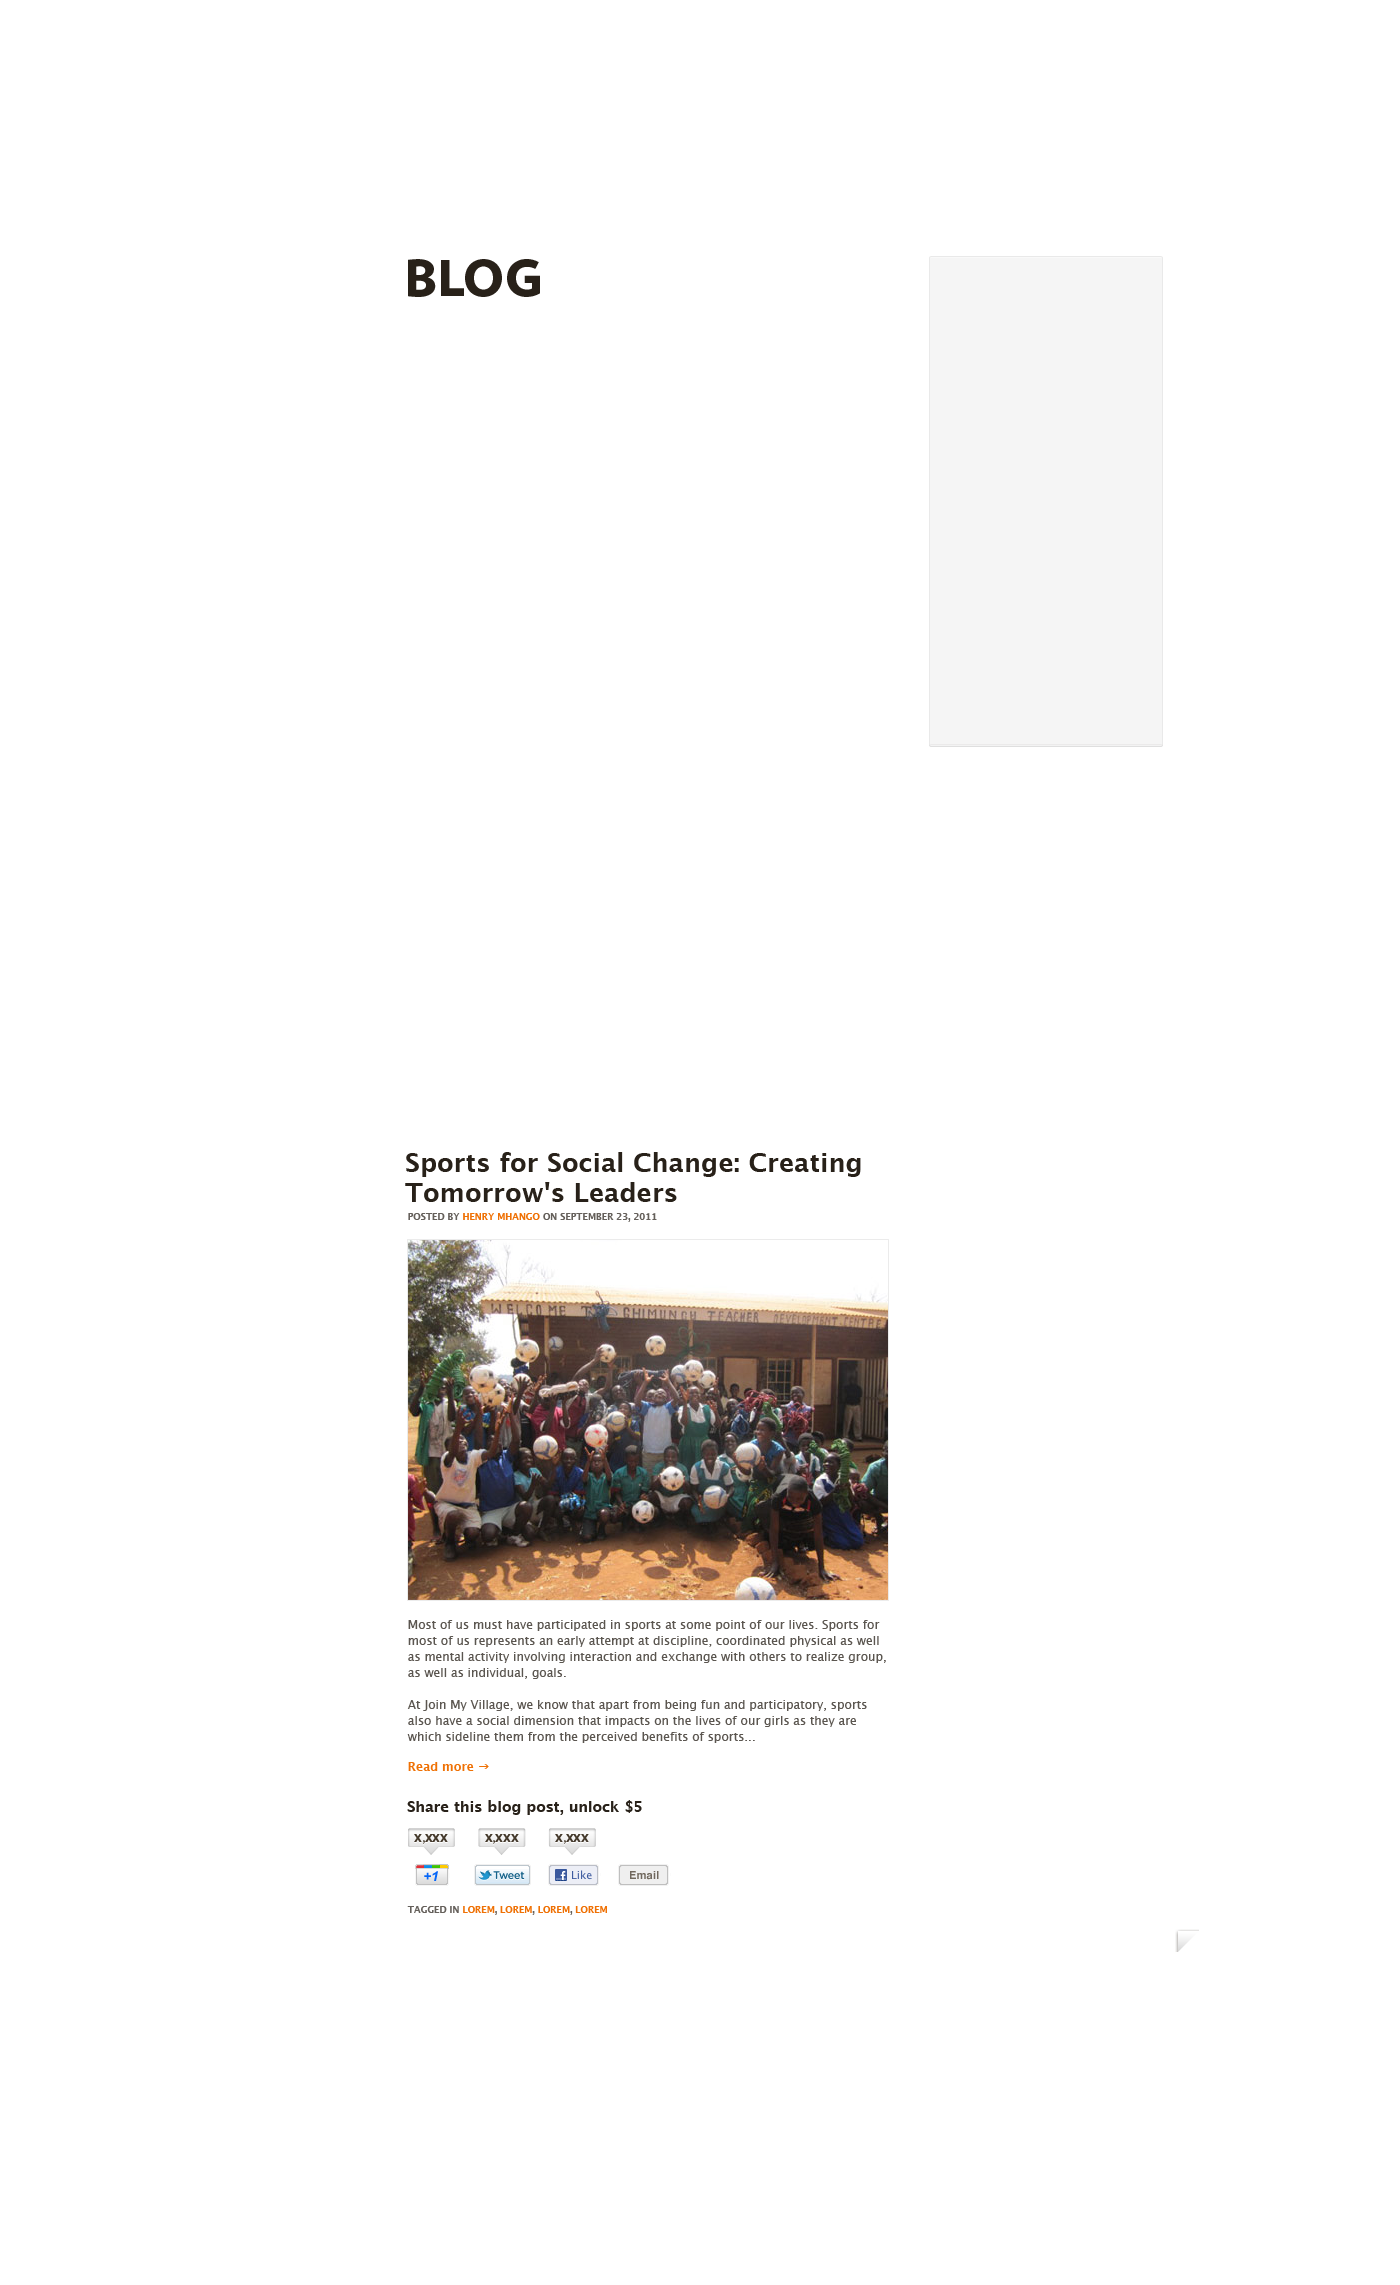 BLOG
Sports for Social Change: Creating
Tomorrow's Leaders
POSTED BY HENRY MHANGO ON SEPTEMBER 23, 2011
WELCOME TO CHIMUNGU TEACHER DEVELOPMENT CENTRE
Most of us must have participated in sports at some point of our lives. Sports for
most of us represents an early attempt at discipline, coordinated physical as well
as mental activity involving interaction and exchange with others to realize group,
as well as individual, goals.
At Join My Village, we know that apart from being fun and participatory, sports
also have a social dimension that impacts on the lives of our girls as they are
which sideline them from the perceived benefits of sports...
Read more →
Share this blog post, unlock $5
X,XXX X,XXX X,XXX
+1 Tweet Like Email
TAGGED IN LOREM, LOREM, LOREM, LOREM